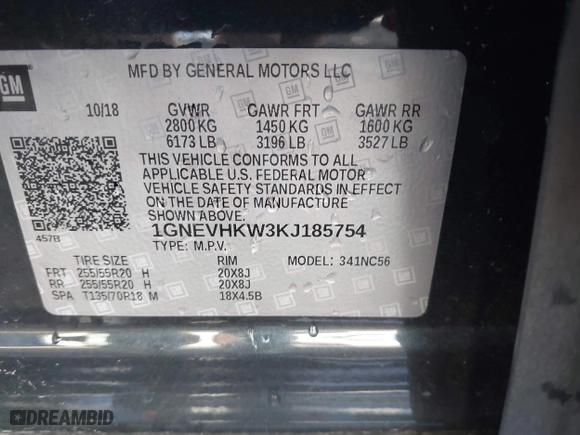 GM
MFD BY GENERAL MOTORS LLC
10/18 GVWR GAWR FRT GAWR RR
2800 KG 1450 KG 1600 KG
6173 LB 3196 LB 3527 LB
THIS VEHICLE CONFORMS TO ALL
APPLICABLE U.S. FEDERAL MOTOR
VEHICLE SAFETY STANDARDS IN EFFECT
ON THE DATE OF MANUFACTURE
SHOWN ABOVE.
457B
1GNEVHKW3KJ185754
TYPE: M.P.V.
TIRE SIZE RIM MODEL: 341NC56
FRT 255/55R20 H 20X8J
RR 255/55R20 H 20X8J
SPA T135/70R18 M 18X4.5B
DREAMBID